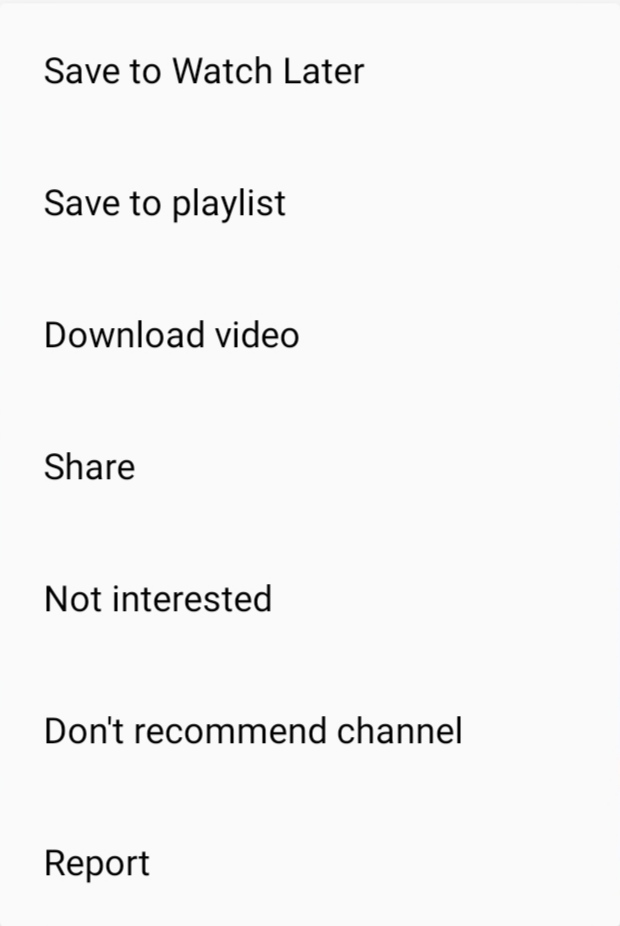 Save to Watch Later
Save to playlist
Download video
Share
Not interested
Don't recommend channel
Report